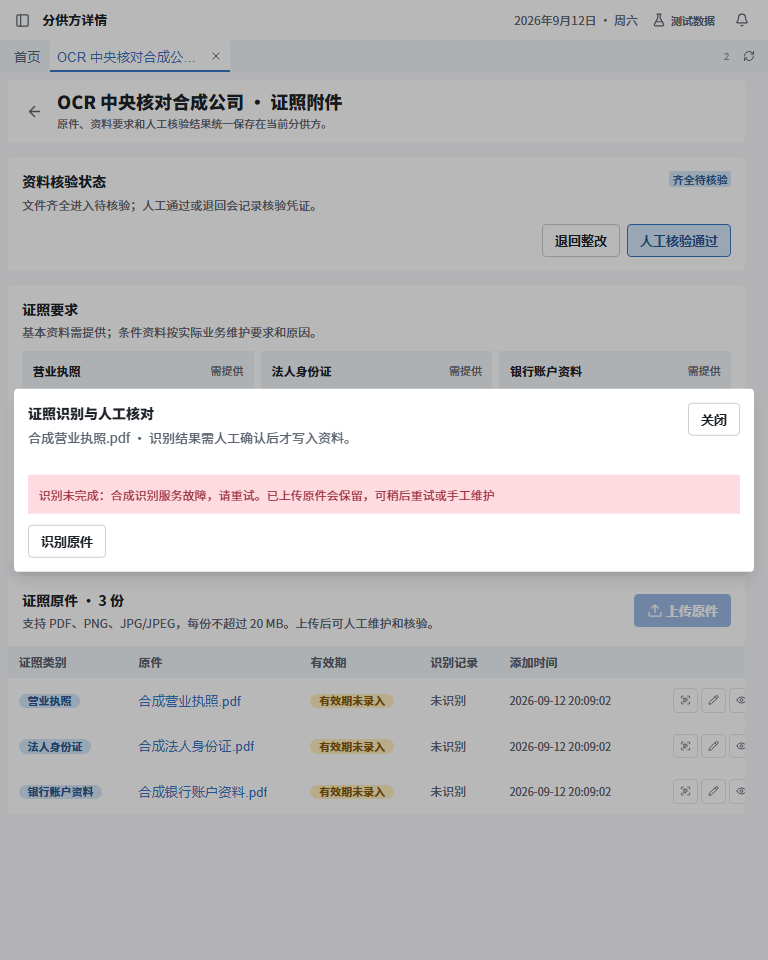 分供方详情
2026年9月12日 · 周六
测试数据
首页
OCR 中央核对合成公...
2
OCR 中央核对合成公司 · 证照附件
原件、资料要求和人工核验结果统一保存在当前分供方。
资料核验状态
齐全待核验
文件齐全进入待核验；人工通过或退回会记录核验凭证。
退回整改
人工核验通过
证照要求
基本资料需提供；条件资料按实际业务维护要求和原因。
营业执照 需提供
法人身份证 需提供
银行账户资料 需提供
证照识别与人工核对
关闭
合成营业执照.pdf · 识别结果需人工确认后才写入资料。
识别未完成：合成识别服务故障，请重试。已上传原件会保留，可稍后重试或手工维护
识别原件
证照原件 · 3 份
上传原件
支持 PDF、PNG、JPG/JPEG，每份不超过 20 MB。上传后可人工维护和核验。
证照类别 原件 有效期 识别记录 添加时间
营业执照 合成营业执照.pdf 有效期未录入 未识别 2026-09-12 20:09:02
法人身份证 合成法人身份证.pdf 有效期未录入 未识别 2026-09-12 20:09:02
银行账户资料 合成银行账户资料.pdf 有效期未录入 未识别 2026-09-12 20:09:02